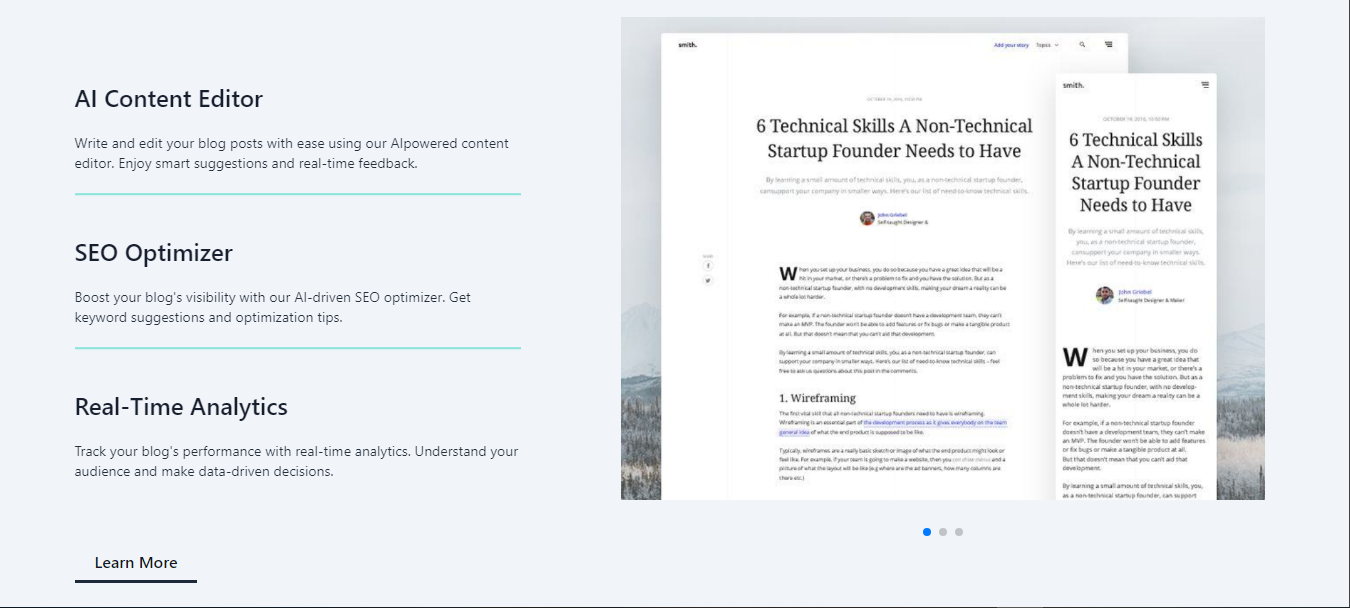 AI Content Editor
Write and edit your blog posts with ease using our AIpowered content
editor. Enjoy smart suggestions and real-time feedback.
SEO Optimizer
Boost your blog's visibility with our AI-driven SEO optimizer. Get
keyword suggestions and optimization tips.
Real-Time Analytics
Track your blog's performance with real-time analytics. Understand your
audience and make data-driven decisions.
Learn More
smith.
Add your story Topics
6 Technical Skills A Non-Technical
Startup Founder Needs to Have
By learning a small amount of technical skills, you, as a non-technical startup founder,
cansupport your company in smaller ways. Here's our list of need-to-know technical skills.
John Griebel
Selftaught Designer &
When you set up your business, you do so because you have a great idea that will be a
hit in your market, or there's a problem to fix and you have the solution. But as a
non-technical startup founder, with no development skills, making your dream a reality can be
a whole lot harder.
For example, if a non-technical startup founder doesn't have a development team, they can't
make an MVP. The founder won't be able to add features or fix bugs or make a tangible product
at all. But that doesn't mean that you can't aid that development.
By learning a small amount of technical skills, you, as a non-technical startup founder, can
support your company in smaller ways. Here's our list of need to know technical skills – feel
free to ask us questions about this post in the comments.
1. Wireframing
The first vital skill that all non-technical startup founders need to have is wireframing.
Wireframing is an essential part of the development process as it gives everybody on the team
general idea of what the end product is supposed to be like.
Typically, wireframes are a really basic sketch or image of what the end product might look or
feel like. For example, if your team is going to make a website, then you can show menus and a
picture of what the layout will be like (e.g where are the ad banners, how many columns are
there etc.)
smith.
6 Technical Skills
A Non-Technical
Startup Founder
Needs to Have
By learning a small amount of technical skills,
you, as a non-technical startup founder,
cansupport your company in smaller ways.
Here's our list of need-to-know technical skills.
John Griebel
Selftaught Designer & Maker
When you set up your business, you do
so because you have a great idea that
will be a hit in your market, or there's a
problem to fix and you have the solution. But as a
non-technical startup founder, with no develop-
ment skills, making your dream a reality can be a
whole lot harder.
For example, if a non-technical startup founder
doesn't have a development team, they can't make
an MVP. The founder won't be able to add features
or fix bugs or make a tangible product at all.
But that doesn't mean that you can't aid that
development.
By learning a small amount of technical skills, you,
as a non-technical startup founder, can support